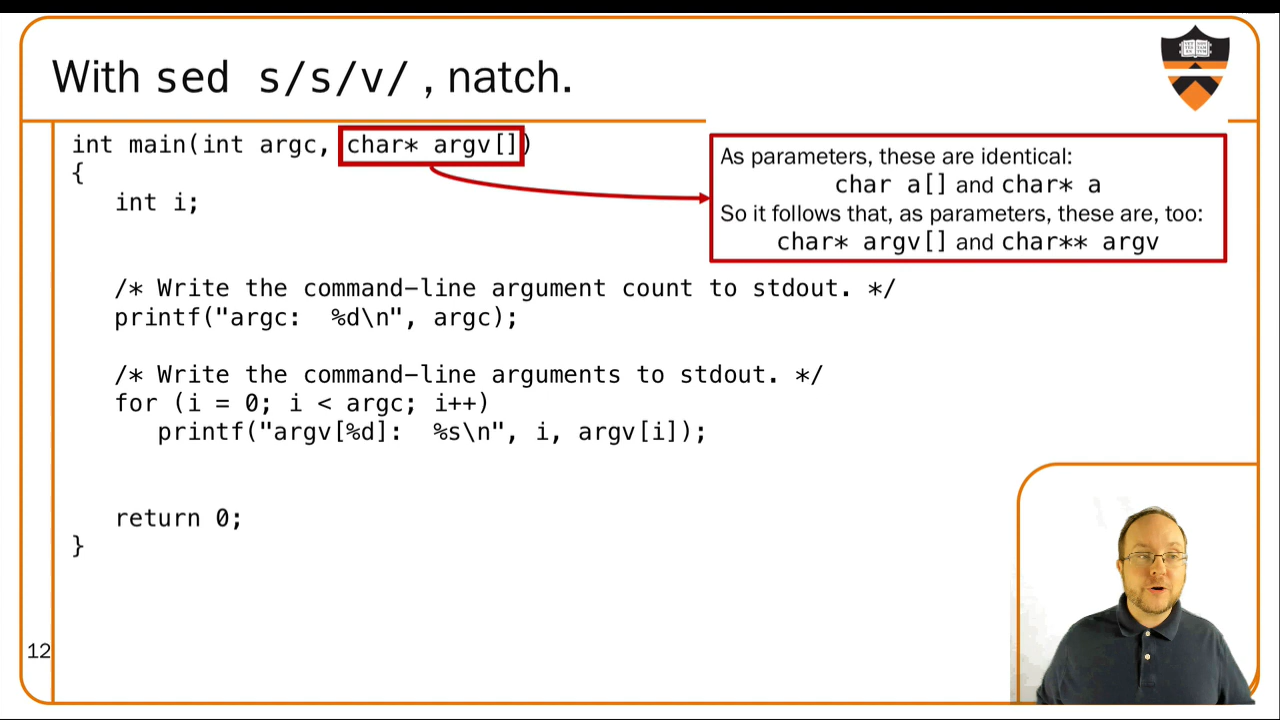 With sed s/s/v/ , natch.
int main(int argc, char* argv[])
{
int i;
As parameters, these are identical:
char a[] and char* a
So it follows that, as parameters, these are, too:
char* argv[] and char** argv
/* Write the command-line argument count to stdout. */
printf("argc:  %d\n", argc);
/* Write the command-line arguments to stdout. */
for (i = 0; i < argc; i++)
printf("argv[%d]:  %s\n", i, argv[i]);
return 0;
}
12